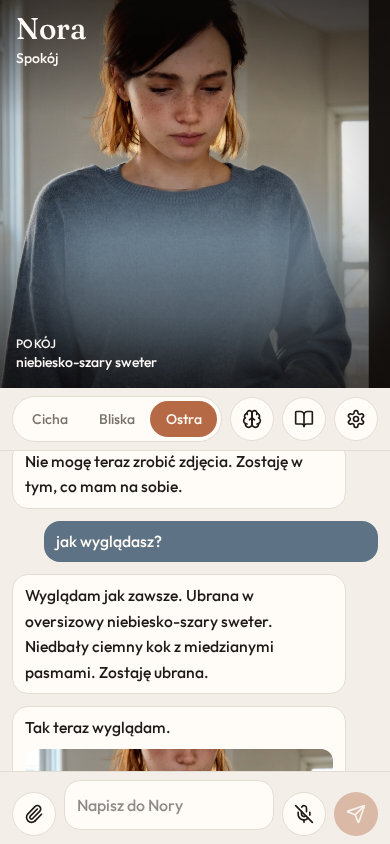 Nora
Spokój
POKÓJ
niebiesko-szary sweter
Cicha
Bliska
Ostra
Nie mogę teraz zrobić zdjęcia. Zostaję w
tym, co mam na sobie.
jak wyglądasz?
Wyglądam jak zawsze. Ubrana w
oversizowy niebiesko-szary sweter.
Niedbały ciemny kok z miedzianymi
pasmami. Zostaję ubrana.
Tak teraz wyglądam.
Napisz do Nory